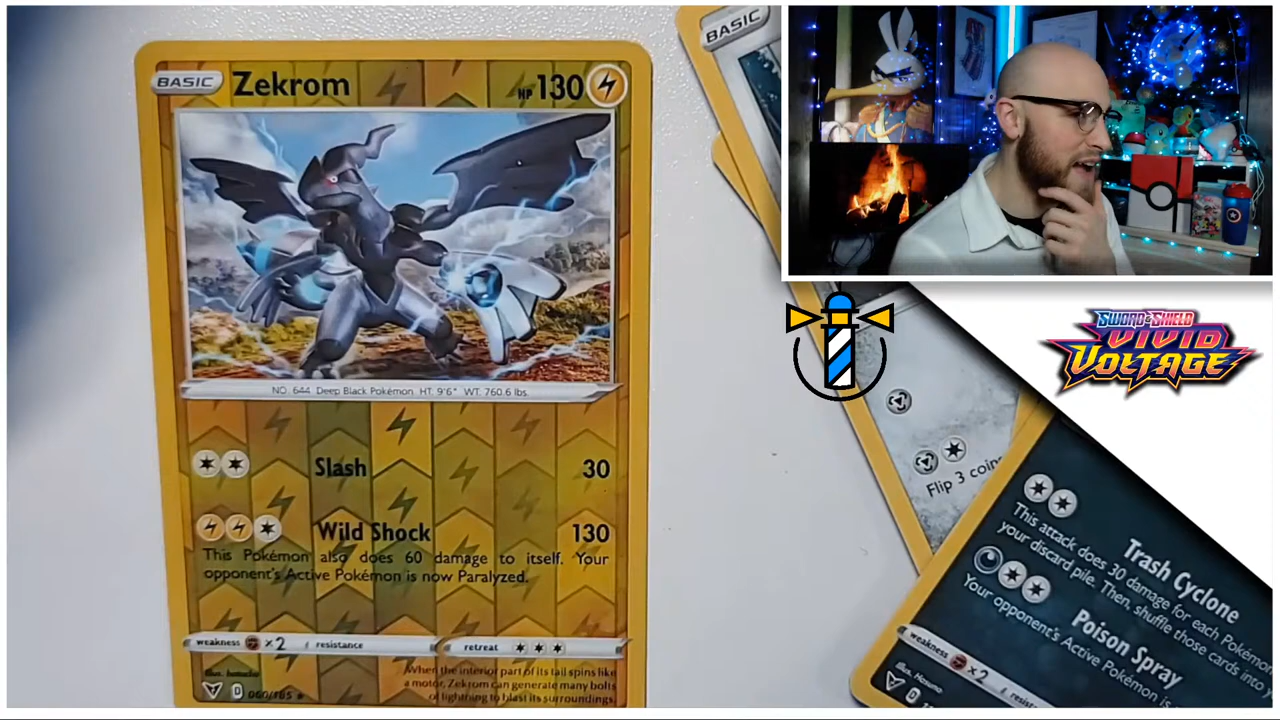 BASIC Zekrom HP 130
NO. 644 Deep Black Pokémon HT: 9'6" WT: 760.6 lbs.
Slash 30
Wild Shock 130
This Pokémon also does 60 damage to itself. Your
opponent's Active Pokémon is now Paralyzed.
weakness ×2 resistance retreat
When the interior part of its tail spins like
a motor, Zekrom can generate many bolts
of lightning to blast its surroundings.
D 060/185
BASIC
SWORD & SHIELD
VIVID
VOLTAGE
Flip 3 coins
Trash Cyclone
This attack does 30 damage for each Pokémon
your discard pile. Then, shuffle those cards into
Poison Spray
Your opponent's Active Pokémon is
weakness ×2
D